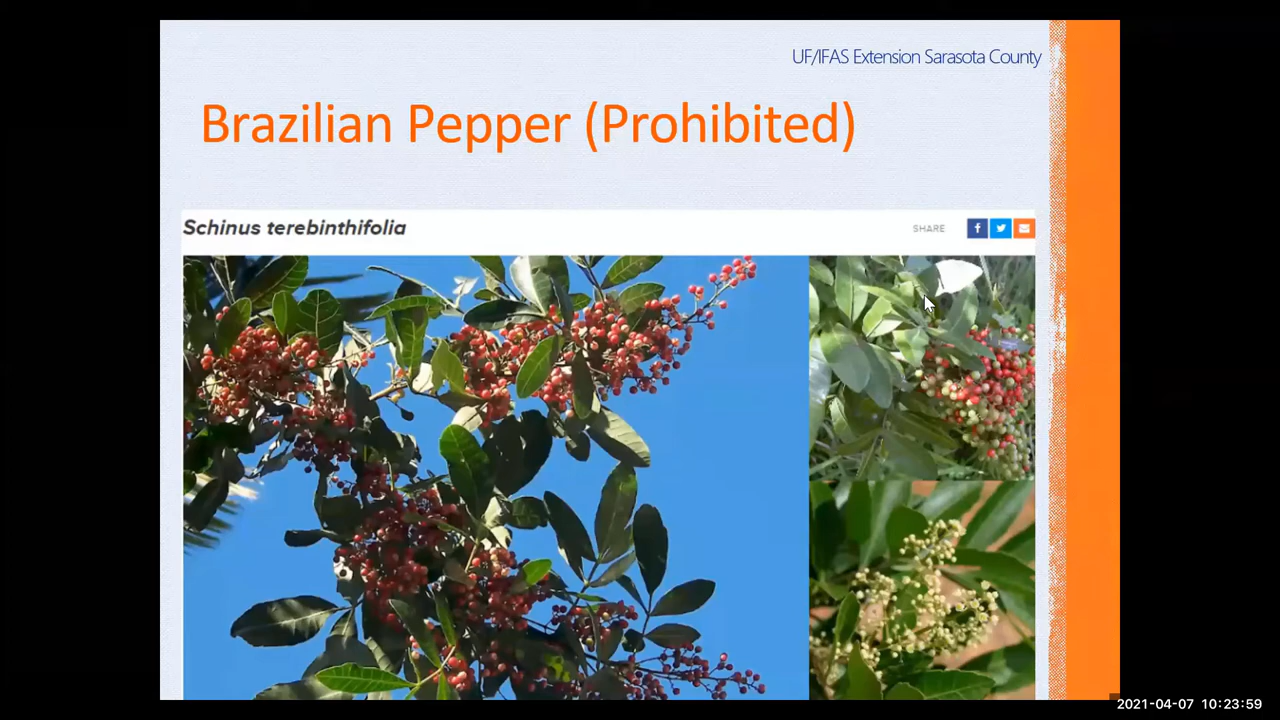 UF/IFAS Extension Sarasota County
Brazilian Pepper (Prohibited)
Schinus terebinthifolia
SHARE
2021-04-07 10:23:59